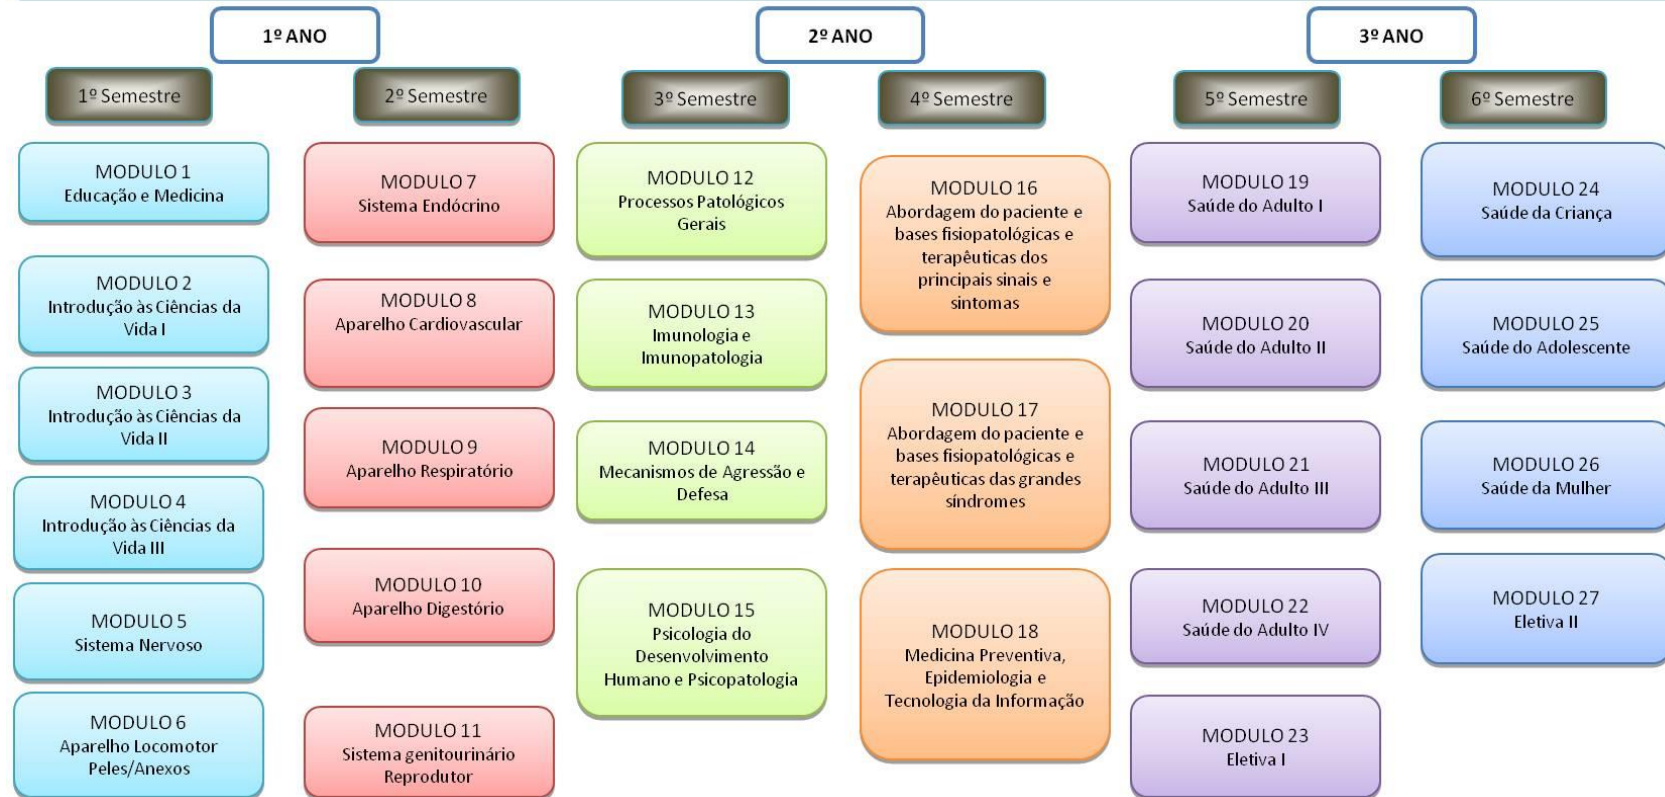 1º ANO
2º ANO
3º ANO
1º Semestre
2º Semestre
3º Semestre
4º Semestre
5º Semestre
6º Semestre
MODULO 1
Educação e Medicina
MODULO 2
Introdução às Ciências da
Vida I
MODULO 3
Introdução às Ciências da
Vida II
MODULO 4
Introdução às Ciências da
Vida III
MODULO 5
Sistema Nervoso
MODULO 6
Aparelho Locomotor
Peles/Anexos
MODULO 7
Sistema Endócrino
MODULO 8
Aparelho Cardiovascular
MODULO 9
Aparelho Respiratório
MODULO 10
Aparelho Digestório
MODULO 11
Sistema genitourinário
Reprodutor
MODULO 12
Processos Patológicos
Gerais
MODULO 13
Imunologia e
Imunopatologia
MODULO 14
Mecanismos de Agressão e
Defesa
MODULO 15
Psicologia do
Desenvolvimento
Humano e Psicopatologia
MODULO 16
Abordagem do paciente e
bases fisiopatológicas e
terapêuticas dos
principais sinais e
sintomas
MODULO 17
Abordagem do paciente e
bases fisiopatológicas e
terapêuticas das grandes
síndromes
MODULO 18
Medicina Preventiva,
Epidemiologia e
Tecnologia da Informação
MODULO 19
Saúde do Adulto I
MODULO 20
Saúde do Adulto II
MODULO 21
Saúde do Adulto III
MODULO 22
Saúde do Adulto IV
MODULO 23
Eletiva I
MODULO 24
Saúde da Criança
MODULO 25
Saúde do Adolescente
MODULO 26
Saúde da Mulher
MODULO 27
Eletiva II